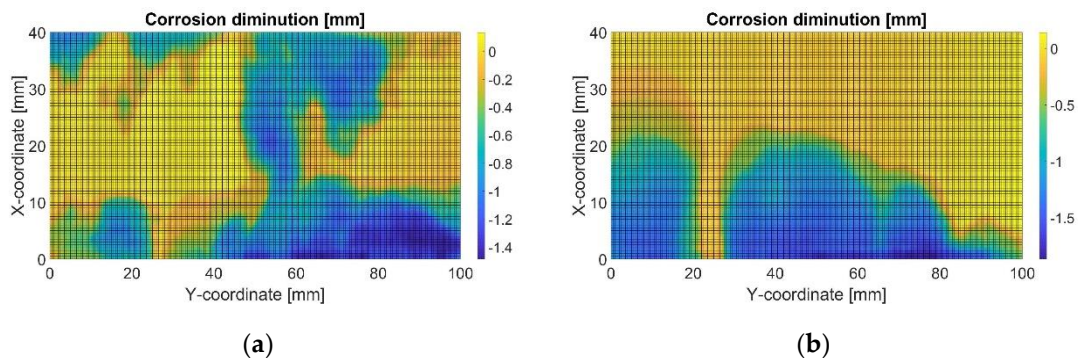 Corrosion diminution [mm]
40
30
20
10
0
X-coordinate [mm]
0 20 40 60 80 100
Y-coordinate [mm]
0
-0.2
-0.4
-0.6
-0.8
-1
-1.2
-1.4
(a)
Corrosion diminution [mm]
40
30
20
10
0
X-coordinate [mm]
0 20 40 60 80 100
Y-coordinate [mm]
0
-0.5
-1
-1.5
(b)